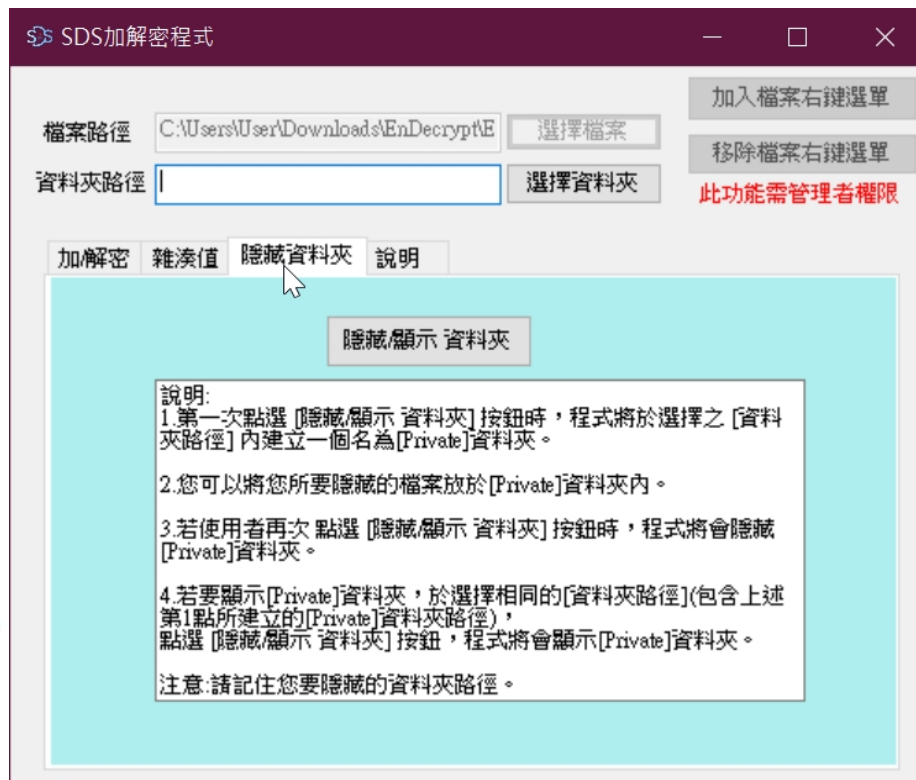 SDS加解密程式
加入檔案右鍵選單
檔案路徑 C:\Users\User\Downloads\EnDecrypt\E 選擇檔案
移除檔案右鍵選單
資料夾路徑 選擇資料夾
此功能需管理者權限
加/解密 雜湊值 隱藏資料夾 說明
隱藏/顯示 資料夾
說明:
1.第一次點選 [隱藏/顯示 資料夾] 按鈕時，程式將於選擇之 [資料
夾路徑] 內建立一個名為[Private]資料夾。
2.您可以將您所要隱藏的檔案放於[Private]資料夾內。
3.若使用者再次 點選 [隱藏/顯示 資料夾] 按鈕時，程式將會隱藏
[Private]資料夾。
4.若要顯示[Private]資料夾，於選擇相同的[資料夾路徑](包含上述
第1點所建立的[Private]資料夾路徑)，
點選 [隱藏/顯示 資料夾] 按鈕，程式將會顯示[Private]資料夾。
注意:請記住您要隱藏的資料夾路徑。